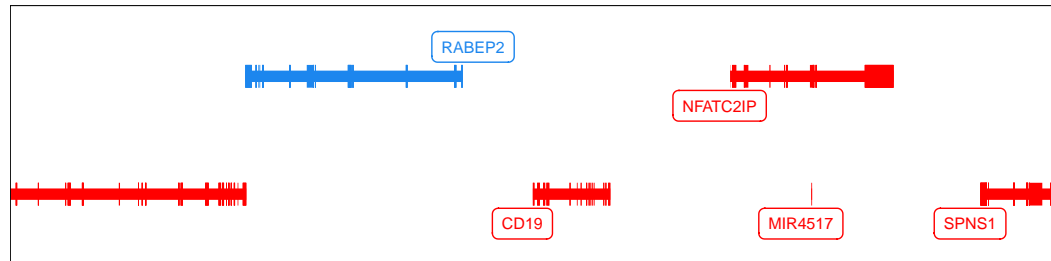 RABEP2
NFATC2IP
CD19
MIR4517
SPNS1